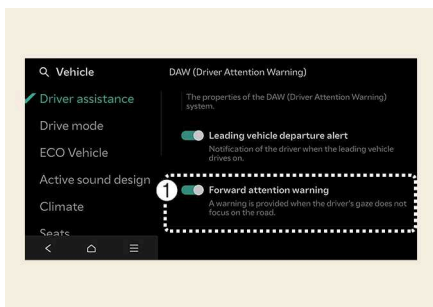 Vehicle
Driver assistance
Drive mode
ECO Vehicle
Active sound design
Climate
Seats
DAW (Driver Attention Warning)
The properties of the DAW (Driver Attention Warning)
system.
Leading vehicle departure alert
Notification of the driver when the leading vehicle
drives on.
1
Forward attention warning
A warning is provided when the driver's gaze does not
focus on the road.